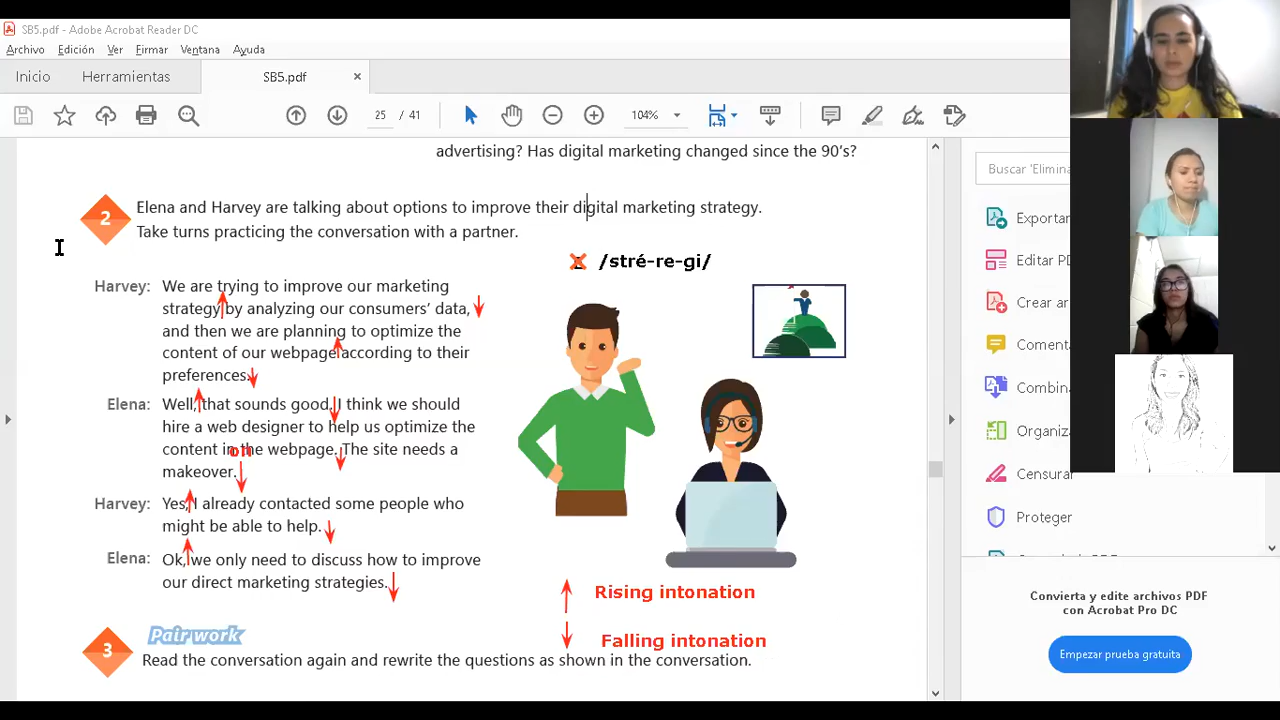 SB5.pdf - Adobe Acrobat Reader DC
Archivo Edición Ver Firmar Ventana Ayuda
Inicio Herramientas SB5.pdf ×
25 / 41 104%
advertising? Has digital marketing changed since the 90's?
2 Elena and Harvey are talking about options to improve their digital marketing strategy.
Take turns practicing the conversation with a partner.
/stré-re-gi/
Harvey: We are trying to improve our marketing
strategy by analyzing our consumers' data,
and then we are planning to optimize the
content of our webpage according to their
preferences.
Elena: Well, that sounds good. I think we should
hire a web designer to help us optimize the
content in the webpage. The site needs a
on
makeover.
Harvey: Yes, I already contacted some people who
might be able to help.
Elena: Ok, we only need to discuss how to improve
our direct marketing strategies.
Rising intonation
Falling intonation
3 Pair work
Read the conversation again and rewrite the questions as shown in the conversation.
Buscar 'Elimin
Exportar
Editar PD
Crear ar
Coment
Combin
Organiz
Censurar
Proteger
Convierta y edite archivos PDF
con Acrobat Pro DC
Empezar prueba gratuita